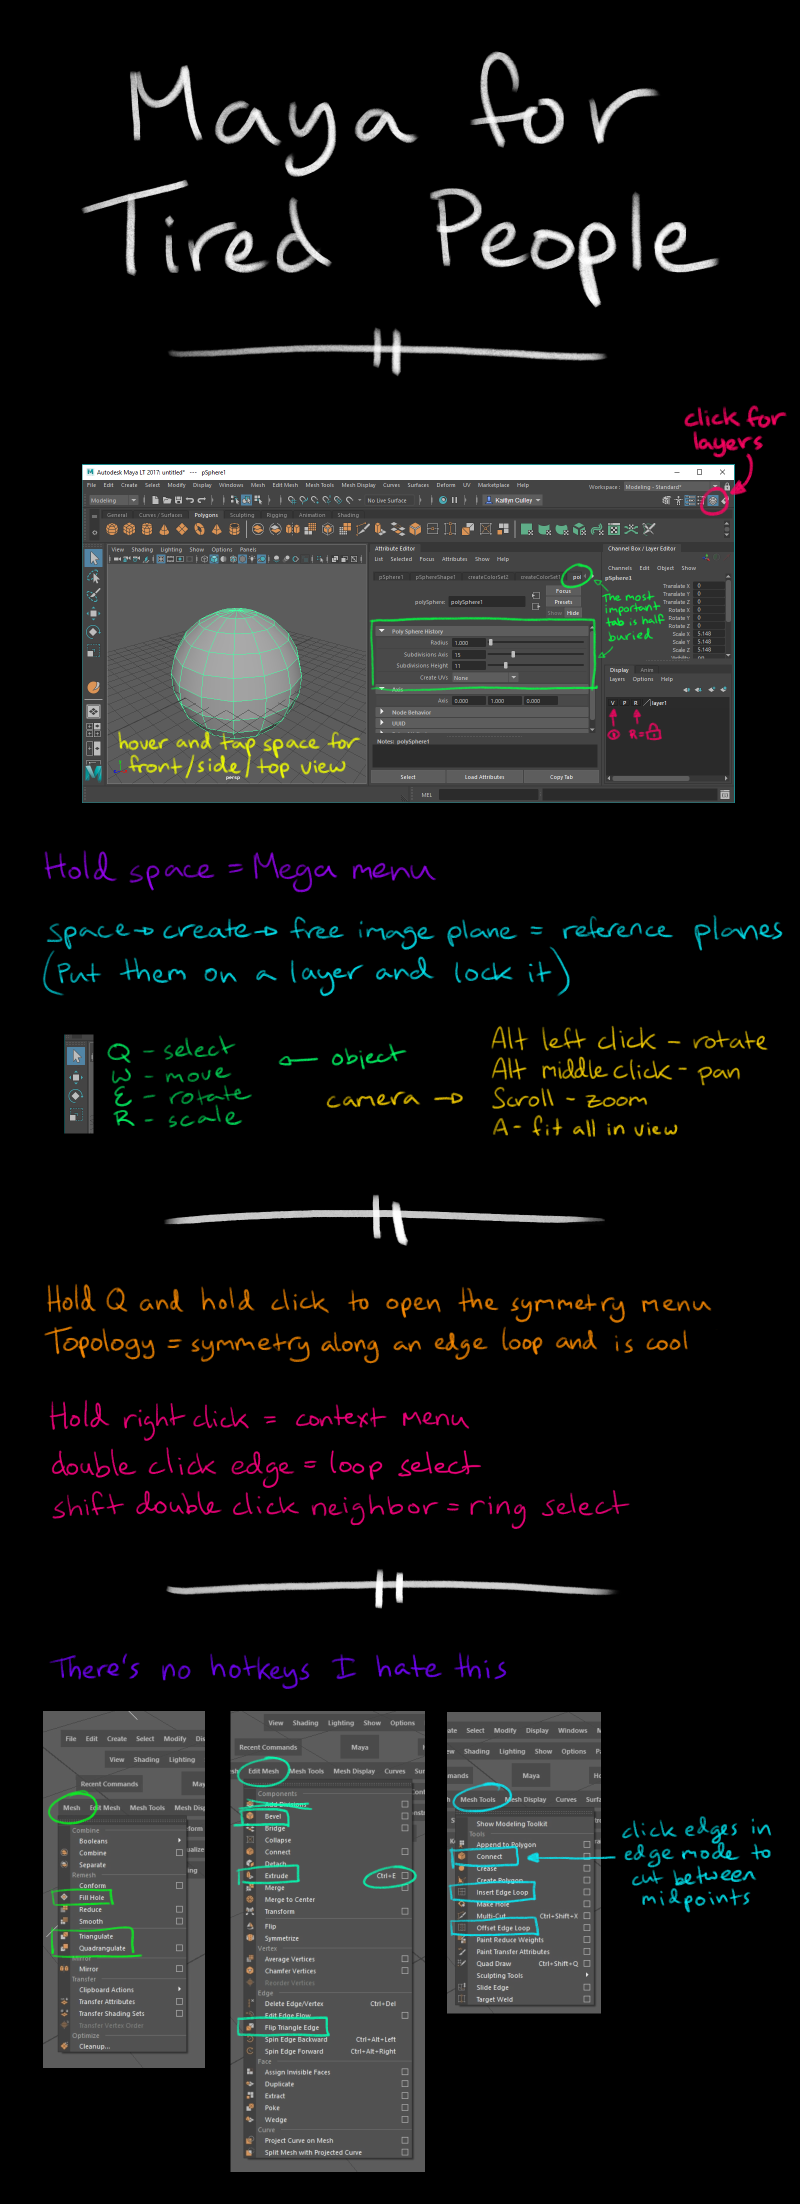 Maya for
Tired People
click for
layers
Autodesk Maya LT 2017: untitled* --- pSphere1
File Edit Create Select Modify Display Windows Mesh Edit Mesh Mesh Tools Mesh Display Curves Surfaces Deform UV Marketplace Help
Workspace: Modeling - Standard*
Modeling
No Live Surface
Kaitlyn Culley
General Curves / Surfaces Polygons Sculpting Rigging Animation Shading
View Shading Lighting Show Options Panels
persp
hover and tap space for
front/side/top view
Attribute Editor
List Selected Focus Attributes Show Help
pSphere1 pSphereShape1 createColorSet2 createColorSet1 pol
polySphere: polySphere1
Focus
Presets
Show Hide
Poly Sphere History
Radius 1.000
Subdivisions Axis 15
Subdivisions Height 11
Create UVs None
Axis
Axis 0.000 1.000 0.000
Node Behavior
UUID
Notes: polySphere1
Select Load Attributes Copy Tab
MEL
The most
important
tab is half
buried
Channel Box / Layer Editor
Channels Edit Object Show
pSphere1
Translate X 0
Translate Y 0
Translate Z 0
Rotate X 0
Rotate Y 0
Rotate Z 0
Scale X 5.148
Scale Y 5.148
Scale Z 5.148
Display Anim
Layers Options Help
V P R layer1
R=
Hold space = Mega menu
space → create → free image plane = reference planes
(Put them on a layer and lock it)
Q - select
W - move
E - rotate
R - scale
← object
camera →
Alt left click - rotate
Alt middle click - pan
Scroll - zoom
A - fit all in view
Hold Q and hold click to open the symmetry menu
Topology = symmetry along an edge loop and is cool
Hold right click = context menu
double click edge = loop select
shift double click neighbor = ring select
There's no hotkeys I hate this
File Edit Create Select Modify Di
View Shading Lighting
Recent Commands
Ma
Mesh Edit Mesh Mesh Tools Mesh Dis
Combine
Booleans
Combine
Separate
Remesh
Conform
Fill Hole
Reduce
Smooth
Triangulate
Quadrangulate
Mirror
Mirror
Transfer
Clipboard Actions
Transfer Attributes
Transfer Shading Sets
Transfer Vertex Order
Optimize
Cleanup...
View Shading Lighting Show Options
Recent Commands Maya
Edit Mesh Mesh Tools Mesh Display Curves
Components
Add Divisions
Bevel
Bridge
Collapse
Connect
Detach
Extrude Ctrl+E
Merge
Merge to Center
Transform
Flip
Symmetrize
Vertex
Average Vertices
Chamfer Vertices
Reorder Vertices
Edge
Delete Edge/Vertex Ctrl+Del
Edit Edge Flow
Flip Triangle Edge
Spin Edge Backward Ctrl+Alt+Left
Spin Edge Forward Ctrl+Alt+Right
Face
Assign Invisible Faces
Duplicate
Extract
Poke
Wedge
Curve
Project Curve on Mesh
Split Mesh with Projected Curve
ate Select Modify Display Windows
Shading Lighting Show Options
mands Maya
Mesh Tools Mesh Display Curves
Show Modeling Toolkit
Tools
Append to Polygon
Connect
Crease
Create Polygon
Insert Edge Loop
Make Hole
Multi-Cut Ctrl+Shift+X
Offset Edge Loop
Paint Reduce Weights
Paint Transfer Attributes
Quad Draw Ctrl+Shift+Q
Sculpting Tools
Slide Edge
Target Weld
click edges in
edge mode to
cut between
midpoints